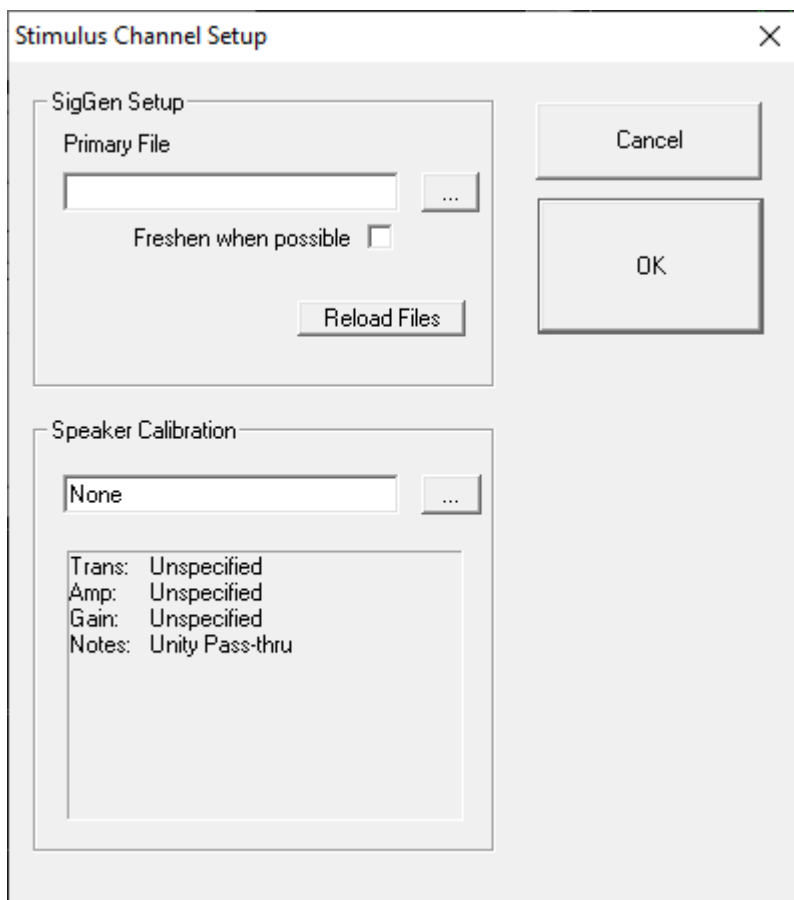 Stimulus Channel Setup
SigGen Setup
Primary File
...
Freshen when possible
Reload Files
Cancel
OK
Speaker Calibration
None
...
Trans: Unspecified
Amp: Unspecified
Gain: Unspecified
Notes: Unity Pass-thru